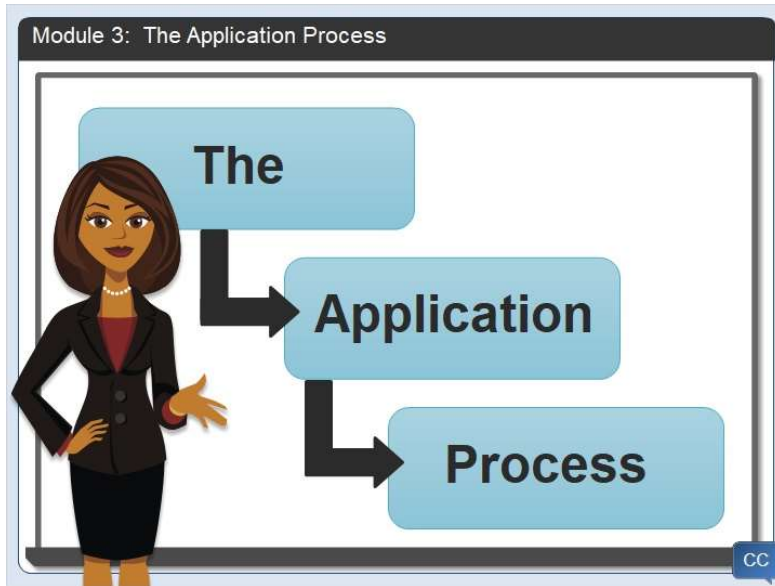 Module 3: The Application Process
The
Application
Process
CC